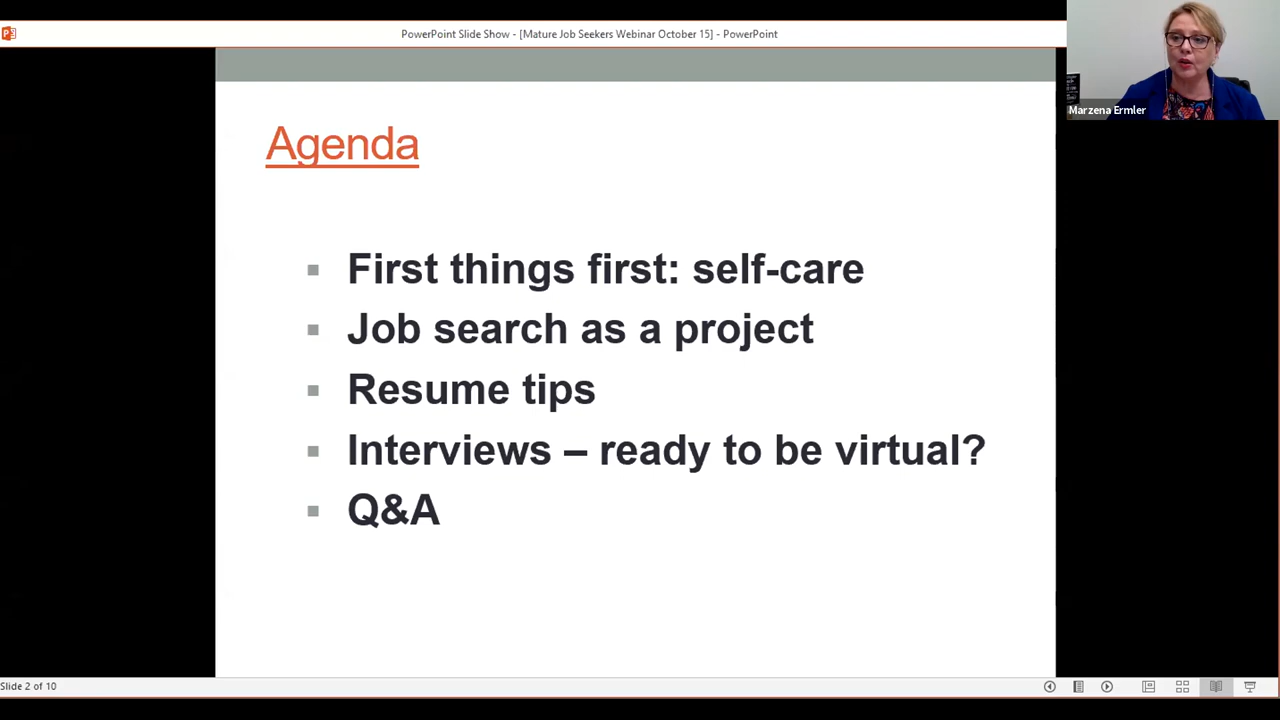 PowerPoint Slide Show - [Mature Job Seekers Webinar October 15] - PowerPoint
Marzena Ermler
Agenda
First things first: self-care
Job search as a project
Resume tips
Interviews – ready to be virtual?
Q&A
Slide 2 of 10